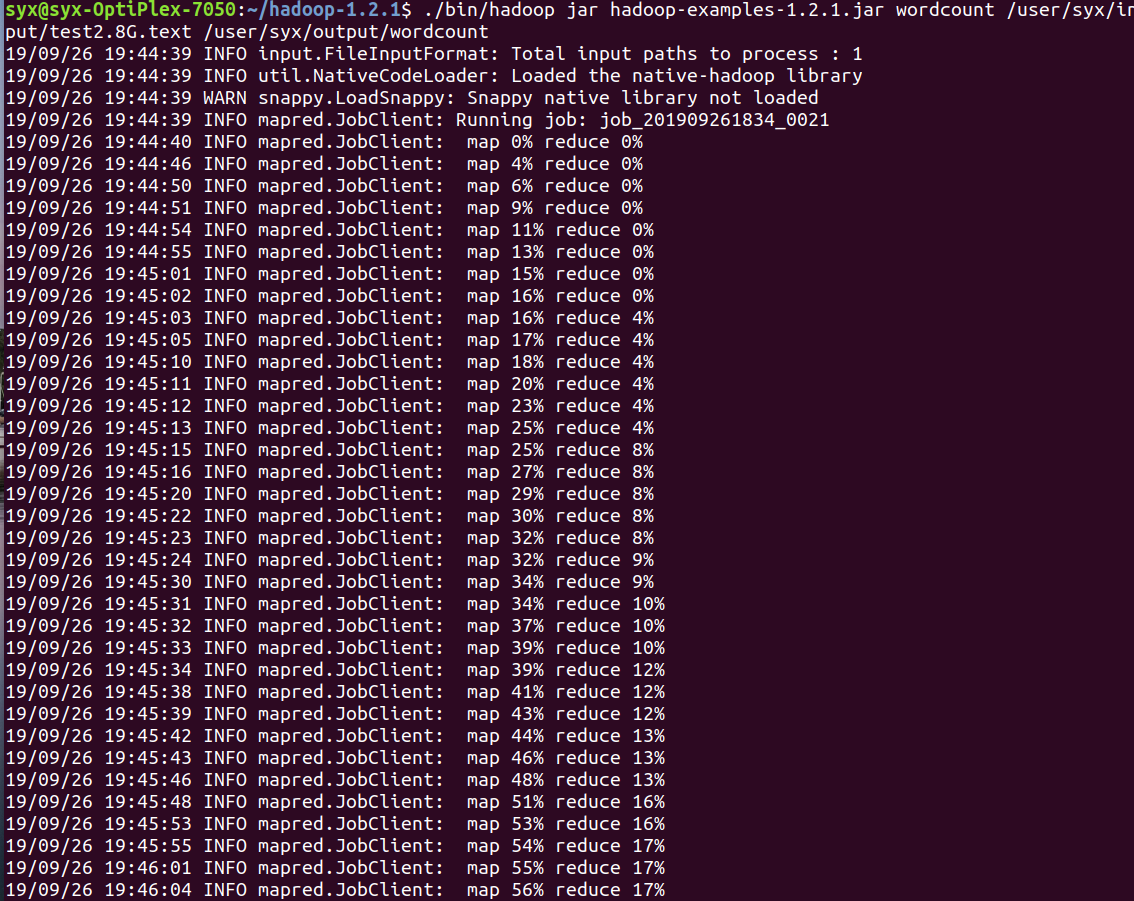 syx@syx-OptiPlex-7050:~/hadoop-1.2.1$ ./bin/hadoop jar hadoop-examples-1.2.1.jar wordcount /user/syx/in
put/test2.8G.text /user/syx/output/wordcount
19/09/26 19:44:39 INFO input.FileInputFormat: Total input paths to process : 1
19/09/26 19:44:39 INFO util.NativeCodeLoader: Loaded the native-hadoop library
19/09/26 19:44:39 WARN snappy.LoadSnappy: Snappy native library not loaded
19/09/26 19:44:39 INFO mapred.JobClient: Running job: job_201909261834_0021
19/09/26 19:44:40 INFO mapred.JobClient:  map 0% reduce 0%
19/09/26 19:44:46 INFO mapred.JobClient:  map 4% reduce 0%
19/09/26 19:44:50 INFO mapred.JobClient:  map 6% reduce 0%
19/09/26 19:44:51 INFO mapred.JobClient:  map 9% reduce 0%
19/09/26 19:44:54 INFO mapred.JobClient:  map 11% reduce 0%
19/09/26 19:44:55 INFO mapred.JobClient:  map 13% reduce 0%
19/09/26 19:45:01 INFO mapred.JobClient:  map 15% reduce 0%
19/09/26 19:45:02 INFO mapred.JobClient:  map 16% reduce 0%
19/09/26 19:45:03 INFO mapred.JobClient:  map 16% reduce 4%
19/09/26 19:45:05 INFO mapred.JobClient:  map 17% reduce 4%
19/09/26 19:45:10 INFO mapred.JobClient:  map 18% reduce 4%
19/09/26 19:45:11 INFO mapred.JobClient:  map 20% reduce 4%
19/09/26 19:45:12 INFO mapred.JobClient:  map 23% reduce 4%
19/09/26 19:45:13 INFO mapred.JobClient:  map 25% reduce 4%
19/09/26 19:45:15 INFO mapred.JobClient:  map 25% reduce 8%
19/09/26 19:45:16 INFO mapred.JobClient:  map 27% reduce 8%
19/09/26 19:45:20 INFO mapred.JobClient:  map 29% reduce 8%
19/09/26 19:45:22 INFO mapred.JobClient:  map 30% reduce 8%
19/09/26 19:45:23 INFO mapred.JobClient:  map 32% reduce 8%
19/09/26 19:45:24 INFO mapred.JobClient:  map 32% reduce 9%
19/09/26 19:45:30 INFO mapred.JobClient:  map 34% reduce 9%
19/09/26 19:45:31 INFO mapred.JobClient:  map 34% reduce 10%
19/09/26 19:45:32 INFO mapred.JobClient:  map 37% reduce 10%
19/09/26 19:45:33 INFO mapred.JobClient:  map 39% reduce 10%
19/09/26 19:45:34 INFO mapred.JobClient:  map 39% reduce 12%
19/09/26 19:45:38 INFO mapred.JobClient:  map 41% reduce 12%
19/09/26 19:45:39 INFO mapred.JobClient:  map 43% reduce 12%
19/09/26 19:45:42 INFO mapred.JobClient:  map 44% reduce 13%
19/09/26 19:45:43 INFO mapred.JobClient:  map 46% reduce 13%
19/09/26 19:45:46 INFO mapred.JobClient:  map 48% reduce 13%
19/09/26 19:45:48 INFO mapred.JobClient:  map 51% reduce 16%
19/09/26 19:45:53 INFO mapred.JobClient:  map 53% reduce 16%
19/09/26 19:45:55 INFO mapred.JobClient:  map 54% reduce 17%
19/09/26 19:46:01 INFO mapred.JobClient:  map 55% reduce 17%
19/09/26 19:46:04 INFO mapred.JobClient:  map 56% reduce 17%